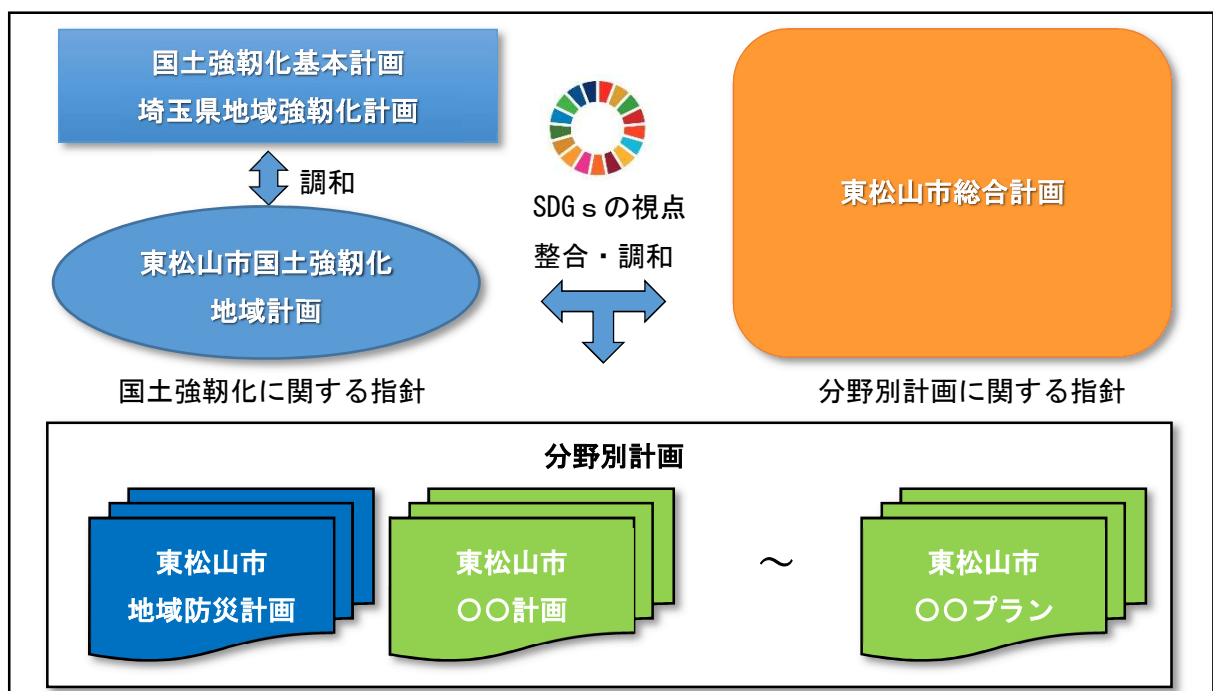 国土強靭化基本計画
埼玉県地域強靭化計画
調和
東松山市国土強靭化
地域計画
国土強靭化に関する指針
SDGｓの視点
整合・調和
東松山市総合計画
分野別計画に関する指針
分野別計画
東松山市
地域防災計画
東松山市
〇〇計画
～
東松山市
〇〇プラン